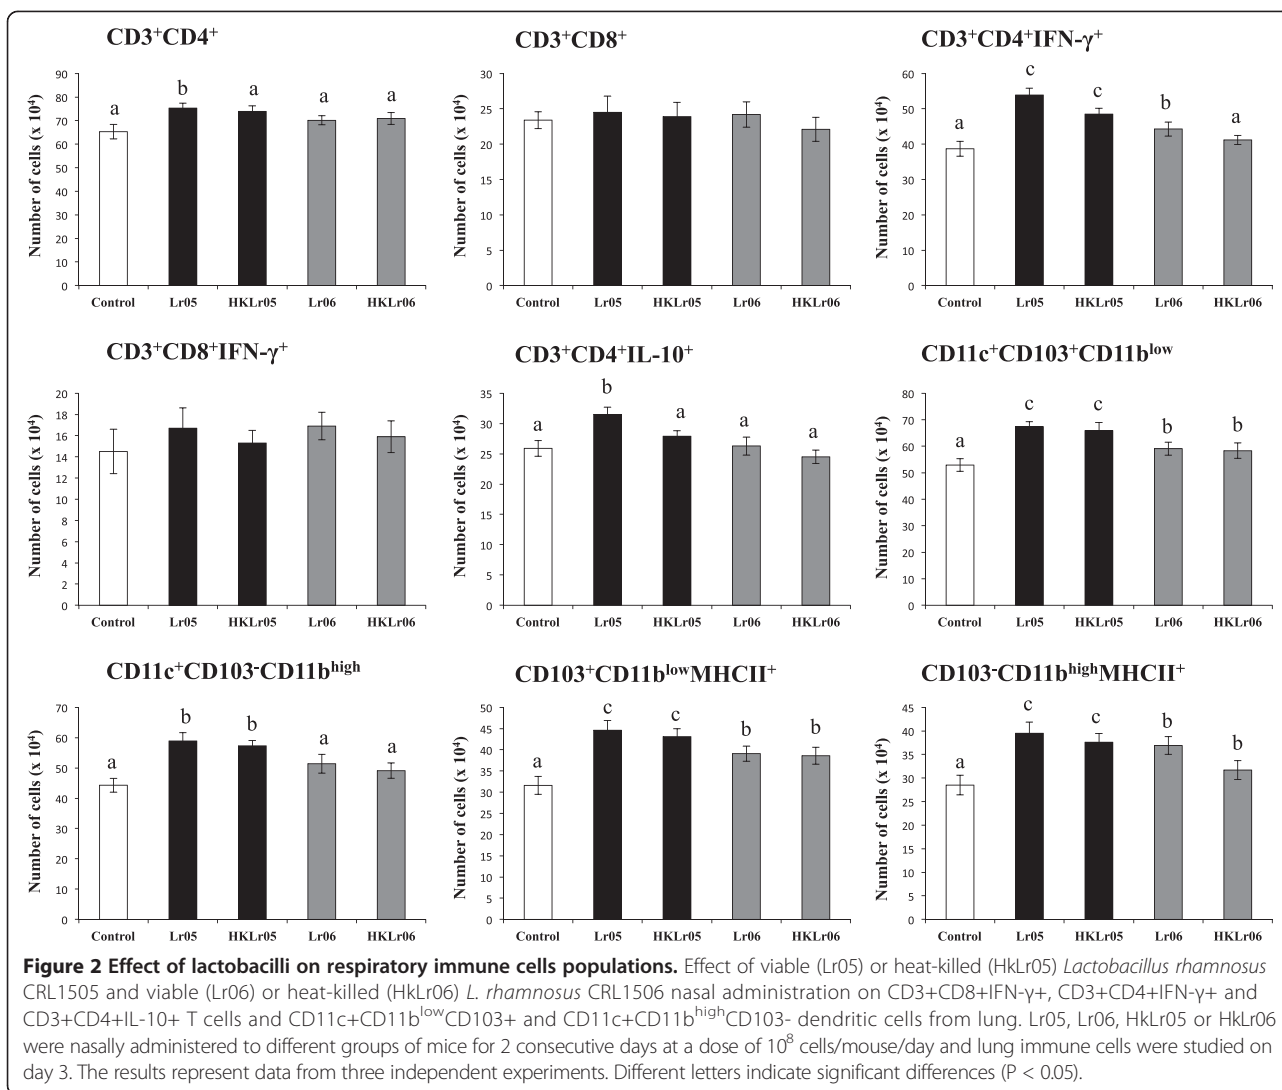 CD3⁺CD4⁺
Number of cells (x 10⁴)
90
80
70
60
50
40
30
20
10
0
a
b
a
a
a
Control Lr05 HKLr05 Lr06 HKLr06
CD3⁺CD8⁺
Number of cells (x 10⁴)
30
25
20
15
10
5
0
Control Lr05 HKLr05 Lr06 HKLr06
CD3⁺CD4⁺IFN-γ⁺
Number of cells (x 10⁴)
60
50
40
30
20
10
0
a
c
c
b
a
Control Lr05 HKLr05 Lr06 HKLr06
CD3⁺CD8⁺IFN-γ⁺
Number of cells (x 10⁴)
20
18
16
14
12
10
8
6
4
2
0
Control Lr05 HKLr05 Lr06 HKLr06
CD3⁺CD4⁺IL-10⁺
Number of cells (x 10⁴)
35
30
25
20
15
10
5
0
a
b
a
a
a
Control Lr05 HKLr05 Lr06 HKLr06
CD11c⁺CD103⁺CD11b^low
Number of cells (x 10⁴)
80
70
60
50
40
30
20
10
0
a
c
c
b
b
Control Lr05 HKLr05 Lr06 HKLr06
CD11c⁺CD103⁻CD11b^high
Number of cells (x 10⁴)
70
60
50
40
30
20
10
0
a
b
b
a
a
Control Lr05 HKLr05 Lr06 HKLr06
CD103⁺CD11b^lowMHCII⁺
Number of cells (x 10⁴)
50
45
40
35
30
25
20
15
10
5
0
a
c
c
b
b
Control Lr05 HKLr05 Lr06 HKLr06
CD103⁻CD11b^highMHCII⁺
Number of cells (x 10⁴)
45
40
35
30
25
20
15
10
5
0
a
c
c
b
b
Control Lr05 HKLr05 Lr06 HKLr06
Figure 2 Effect of lactobacilli on respiratory immune cells populations. Effect of viable (Lr05) or heat-killed (HkLr05) Lactobacillus rhamnosus
CRL1505 and viable (Lr06) or heat-killed (HkLr06) L. rhamnosus CRL1506 nasal administration on CD3+CD8+IFN-γ+, CD3+CD4+IFN-γ+ and
CD3+CD4+IL-10+ T cells and CD11c+CD11b^lowCD103+ and CD11c+CD11b^highCD103- dendritic cells from lung. Lr05, Lr06, HkLr05 or HkLr06
were nasally administered to different groups of mice for 2 consecutive days at a dose of 10⁸ cells/mouse/day and lung immune cells were studied on
day 3. The results represent data from three independent experiments. Different letters indicate significant differences (P < 0.05).